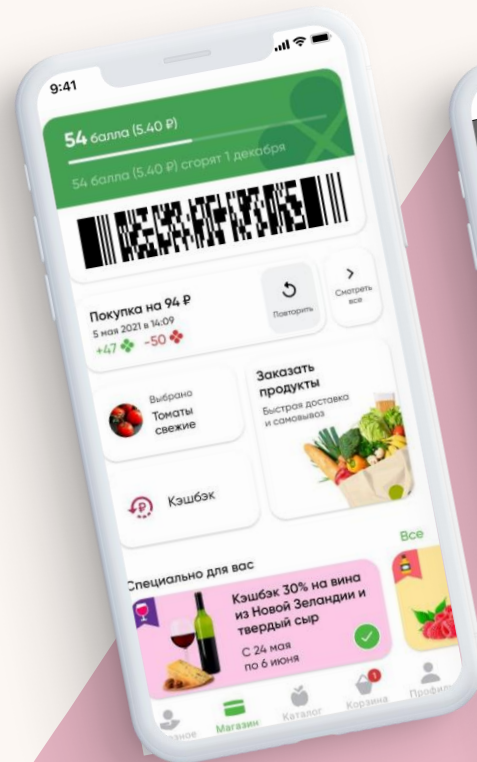 9:41
54 балла (5.40 ₽)
54 балла (5.40 ₽) сгорят 1 декабря
Покупка на 94 ₽
5 мая 2021 в 14:09
+47 -50
Повторить
Смотреть
все
Выбрано
Томаты
свежие
Заказать
продукты
Быстрая доставка
и самовывоз
Кэшбэк
Специально для вас
Все
Кэшбэк 30% на вина
из Новой Зеландии и
твердый сыр
С 24 мая
по 6 июня
Магазин
Каталог
1
Корзина